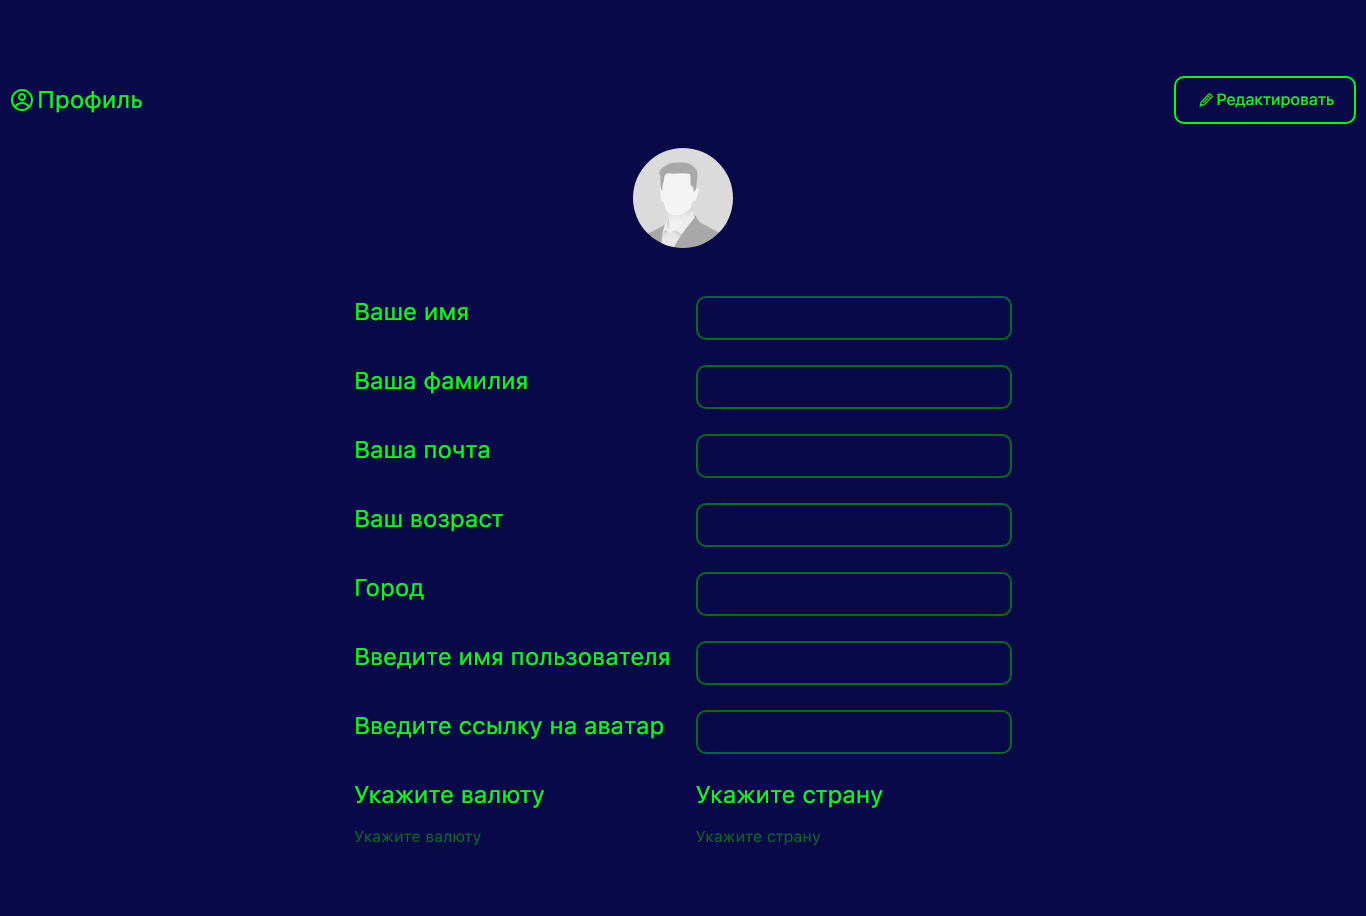 Профиль
Редактировать
Ваше имя
Ваша фамилия
Ваша почта
Ваш возраст
Город
Введите имя пользователя
Введите ссылку на аватар
Укажите валюту
Укажите валюту
Укажите страну
Укажите страну